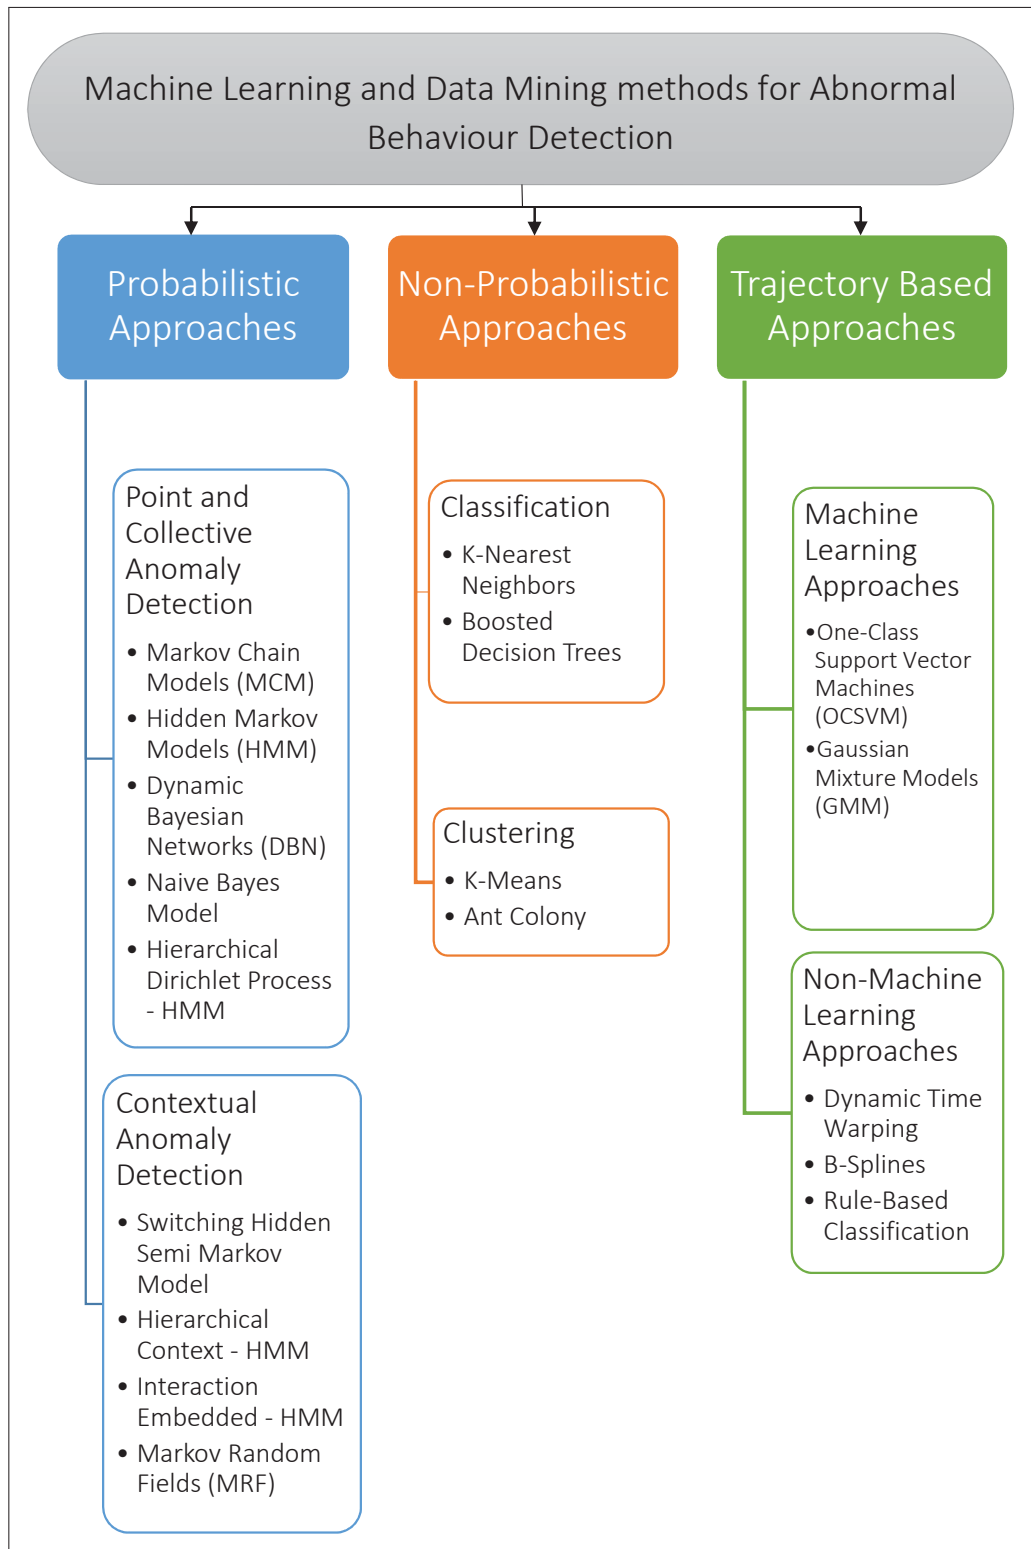 Machine Learning and Data Mining methods for Abnormal
Behaviour Detection
Probabilistic
Approaches
Non-Probabilistic
Approaches
Trajectory Based
Approaches
Point and
Collective
Anomaly
Detection
• Markov Chain
Models (MCM)
• Hidden Markov
Models (HMM)
• Dynamic
Bayesian
Networks (DBN)
• Naive Bayes
Model
• Hierarchical
Dirichlet Process
- HMM
Contextual
Anomaly
Detection
• Switching Hidden
Semi Markov
Model
• Hierarchical
Context - HMM
• Interaction
Embedded - HMM
• Markov Random
Fields (MRF)
Classification
• K-Nearest
Neighbors
• Boosted
Decision Trees
Clustering
• K-Means
• Ant Colony
Machine
Learning
Approaches
•One-Class
Support Vector
Machines
(OCSVM)
•Gaussian
Mixture Models
(GMM)
Non-Machine
Learning
Approaches
• Dynamic Time
Warping
• B-Splines
• Rule-Based
Classification